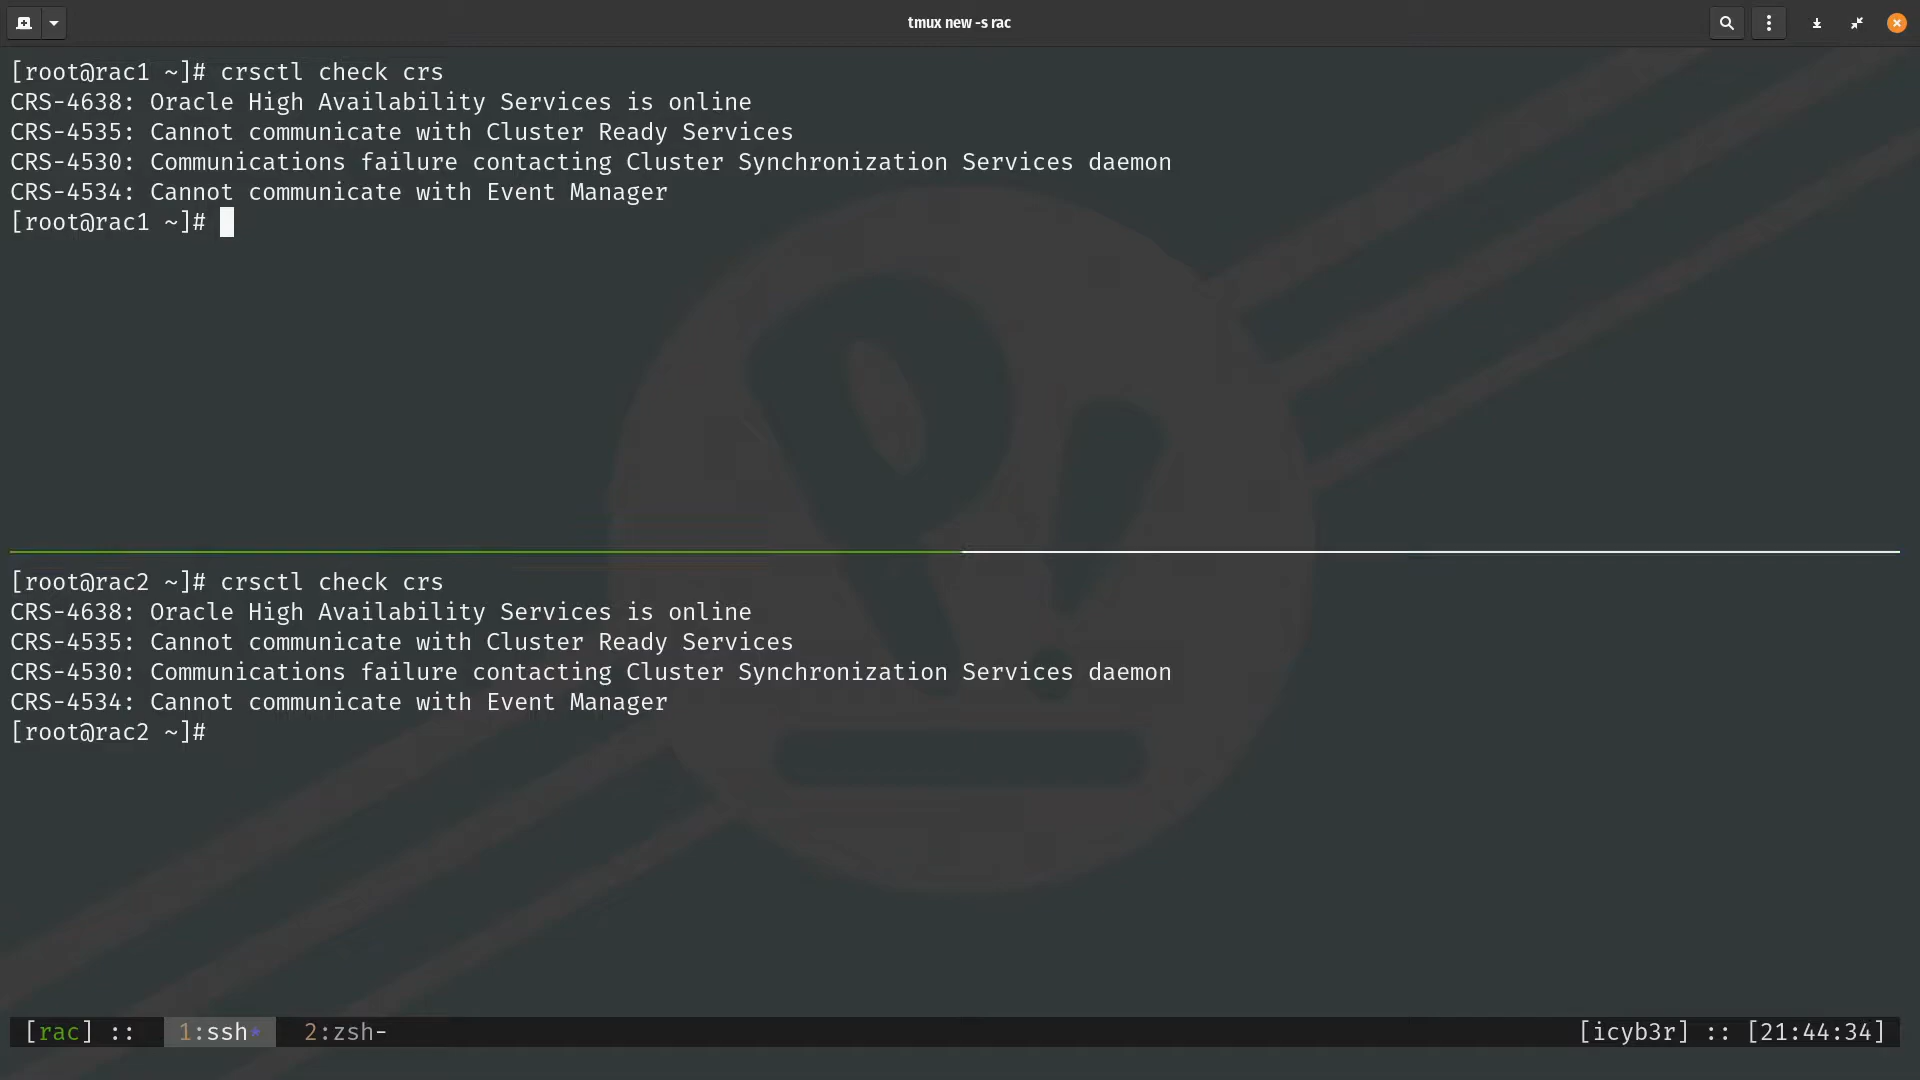 tmux new -s rac
[root@rac1 ~]# crsctl check crs
CRS-4638: Oracle High Availability Services is online
CRS-4535: Cannot communicate with Cluster Ready Services
CRS-4530: Communications failure contacting Cluster Synchronization Services daemon
CRS-4534: Cannot communicate with Event Manager
[root@rac1 ~]#
[root@rac2 ~]# crsctl check crs
CRS-4638: Oracle High Availability Services is online
CRS-4535: Cannot communicate with Cluster Ready Services
CRS-4530: Communications failure contacting Cluster Synchronization Services daemon
CRS-4534: Cannot communicate with Event Manager
[root@rac2 ~]#
[rac] :: 1:ssh* 2:zsh- [icyb3r] :: [21:44:34]